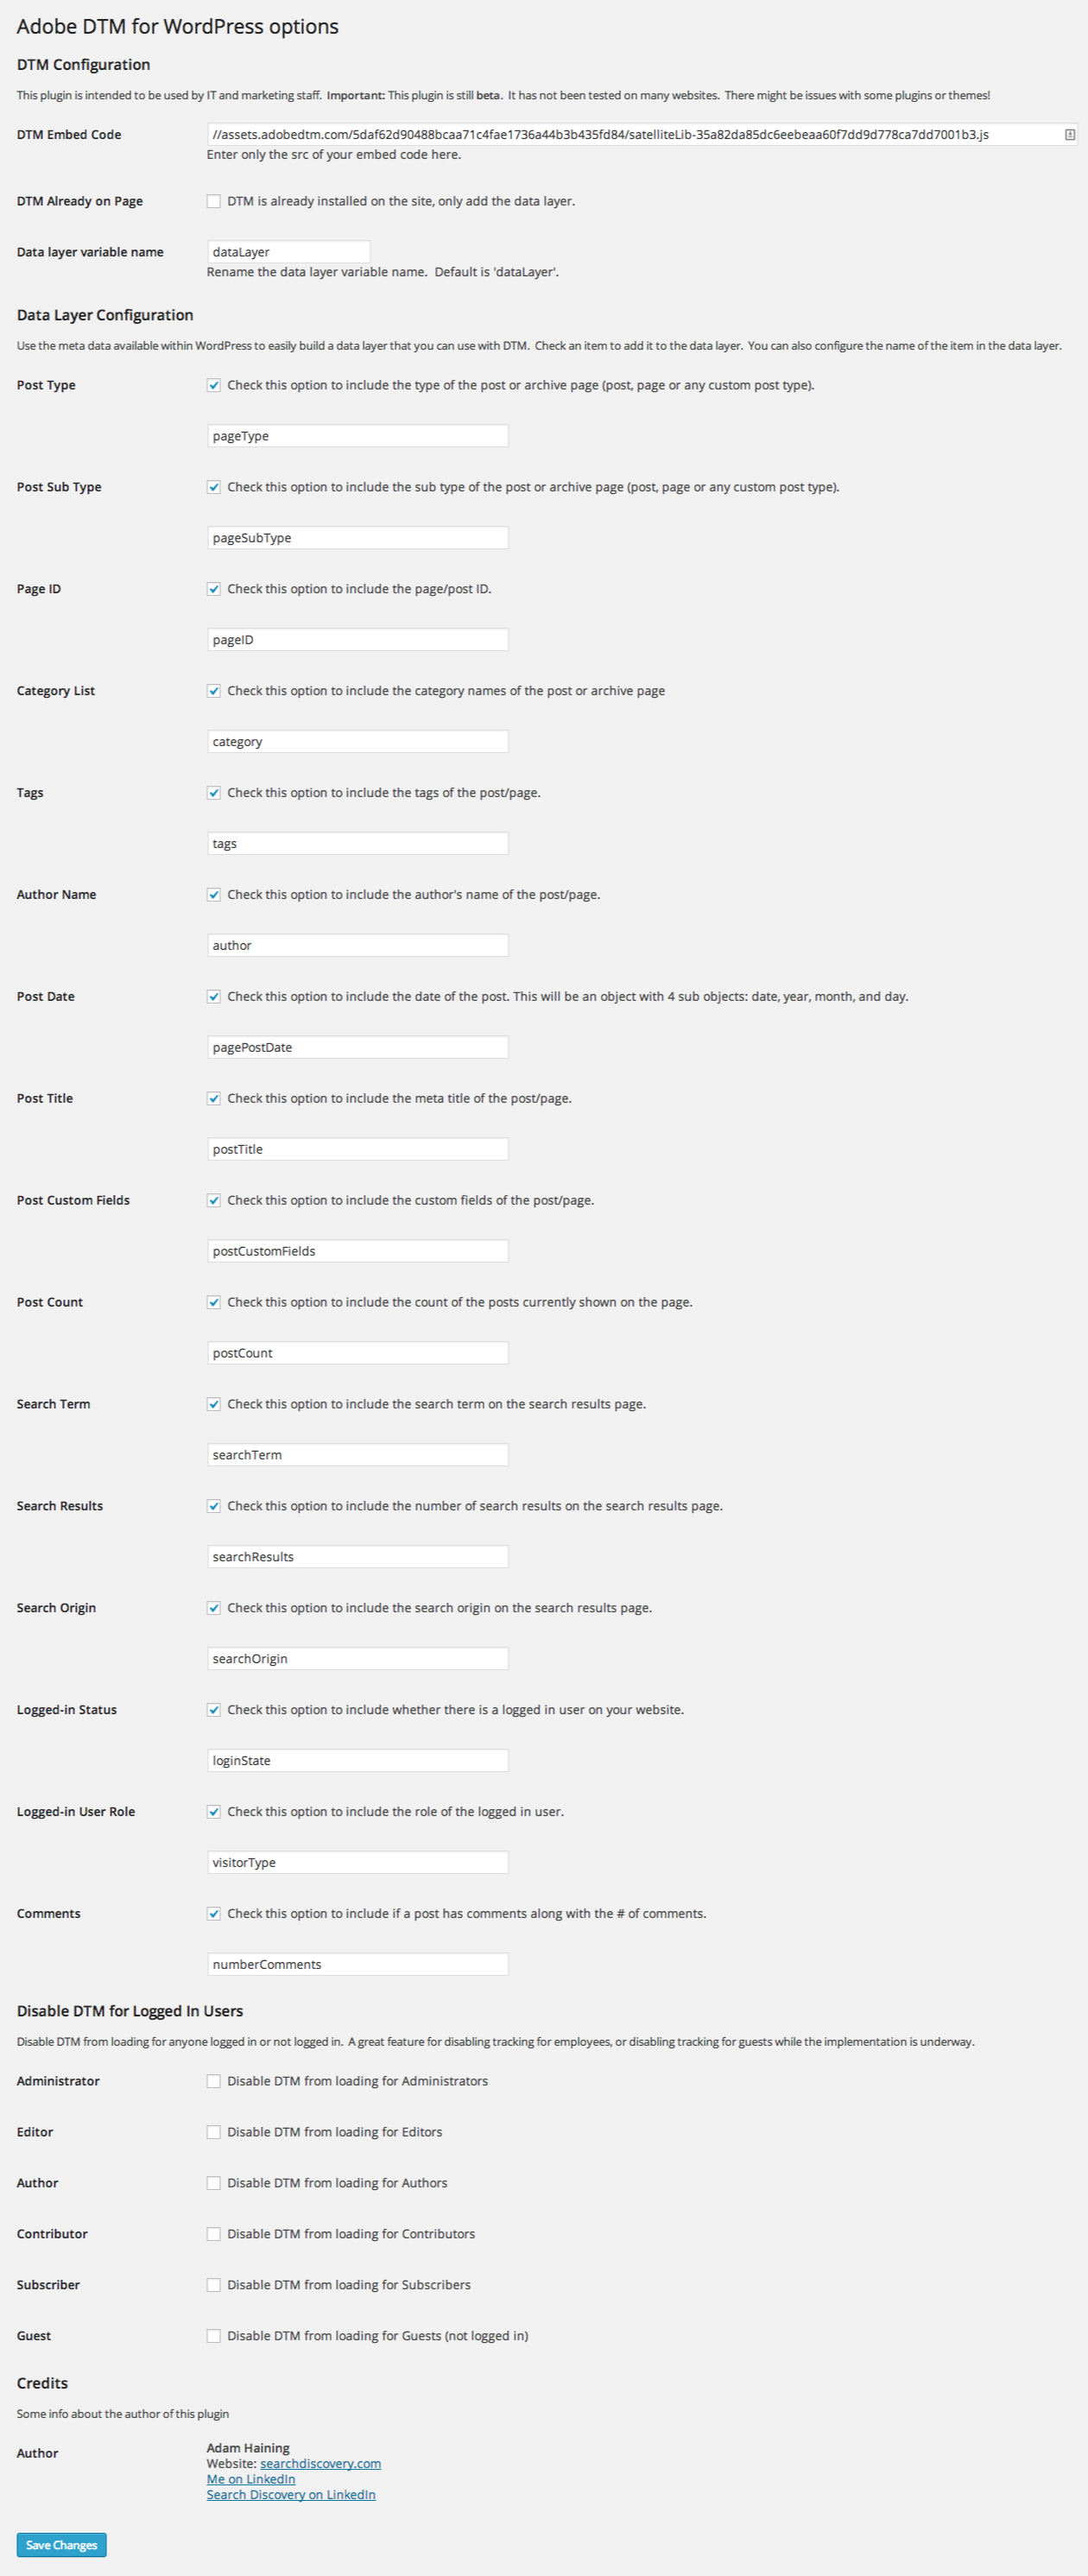 Adobe DTM for WordPress options
DTM Configuration
This plugin is intended to be used by IT and marketing staff. Important: This plugin is still beta. It has not been tested on many websites. There might be issues with some plugins or themes!
DTM Embed Code
//assets.adobedtm.com/5daf62d90488bcaa71c4fae1736a44b3b435fd84/satelliteLib-35a82da85dc6eebeaa60f7dd9d778ca7dd7001b3.js
Enter only the src of your embed code here.
DTM Already on Page
DTM is already installed on the site, only add the data layer.
Data layer variable name
dataLayer
Rename the data layer variable name. Default is 'dataLayer'.
Data Layer Configuration
Use the meta data available within WordPress to easily build a data layer that you can use with DTM. Check an item to add it to the data layer. You can also configure the name of the item in the data layer.
Post Type
Check this option to include the type of the post or archive page (post, page or any custom post type).
pageType
Post Sub Type
Check this option to include the sub type of the post or archive page (post, page or any custom post type).
pageSubType
Page ID
Check this option to include the page/post ID.
pageID
Category List
Check this option to include the category names of the post or archive page
category
Tags
Check this option to include the tags of the post/page.
tags
Author Name
Check this option to include the author's name of the post/page.
author
Post Date
Check this option to include the date of the post. This will be an object with 4 sub objects: date, year, month, and day.
pagePostDate
Post Title
Check this option to include the meta title of the post/page.
postTitle
Post Custom Fields
Check this option to include the custom fields of the post/page.
postCustomFields
Post Count
Check this option to include the count of the posts currently shown on the page.
postCount
Search Term
Check this option to include the search term on the search results page.
searchTerm
Search Results
Check this option to include the number of search results on the search results page.
searchResults
Search Origin
Check this option to include the search origin on the search results page.
searchOrigin
Logged-in Status
Check this option to include whether there is a logged in user on your website.
loginState
Logged-in User Role
Check this option to include the role of the logged in user.
visitorType
Comments
Check this option to include if a post has comments along with the # of comments.
numberComments
Disable DTM for Logged In Users
Disable DTM from loading for anyone logged in or not logged in. A great feature for disabling tracking for employees, or disabling tracking for guests while the implementation is underway.
Administrator
Disable DTM from loading for Administrators
Editor
Disable DTM from loading for Editors
Author
Disable DTM from loading for Authors
Contributor
Disable DTM from loading for Contributors
Subscriber
Disable DTM from loading for Subscribers
Guest
Disable DTM from loading for Guests (not logged in)
Credits
Some info about the author of this plugin
Author
Adam Haining
Website: searchdiscovery.com
Me on LinkedIn
Search Discovery on LinkedIn
Save Changes